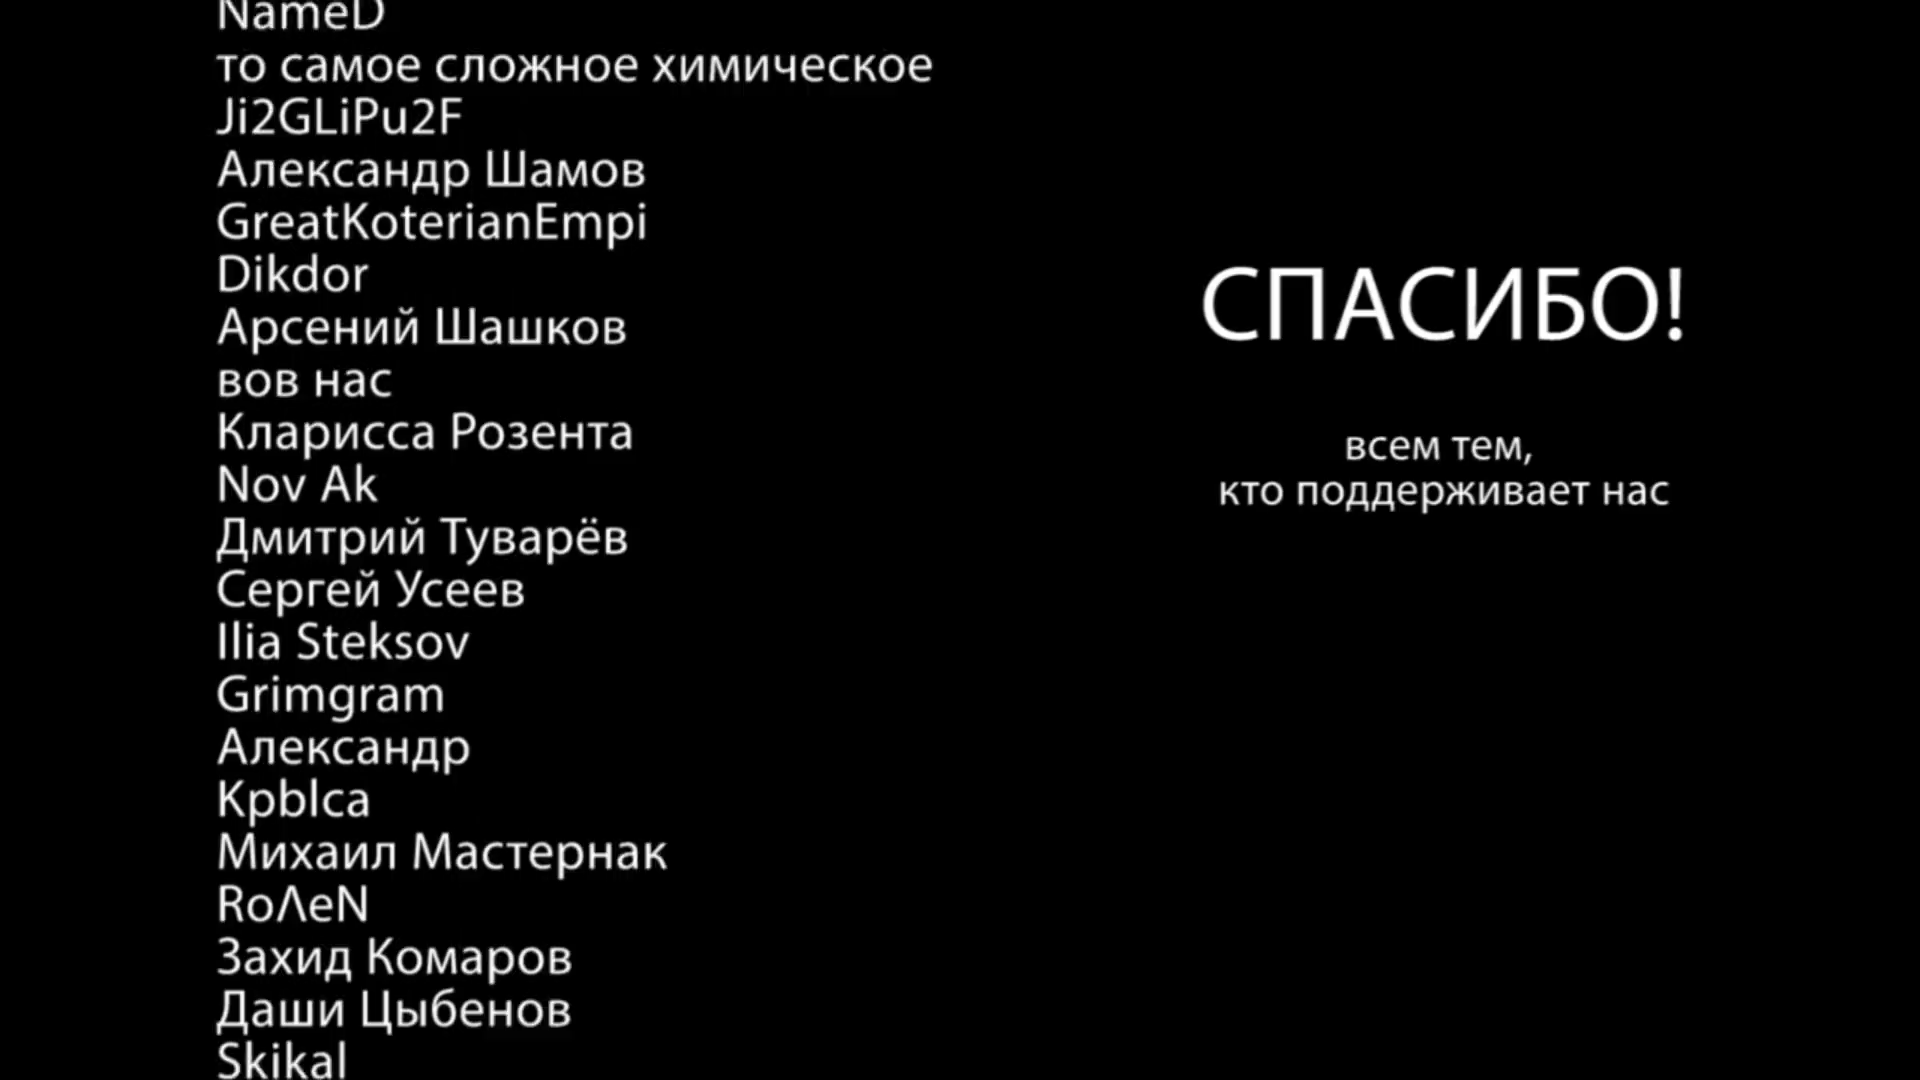 NameD
то самое сложное химическое
Ji2GLiPu2F
Александр Шамов
GreatKoterianEmpi
Dikdor
Арсений Шашков
вов нас
Кларисса Розента
Nov Ak
Дмитрий Туварёв
Сергей Усеев
Ilia Steksov
Grimgram
Александр
Kpblca
Михаил Мастернак
RoΛeN
Захид Комаров
Даши Цыбенов
Skikal
СПАСИБО!
всем тем,
кто поддерживает нас